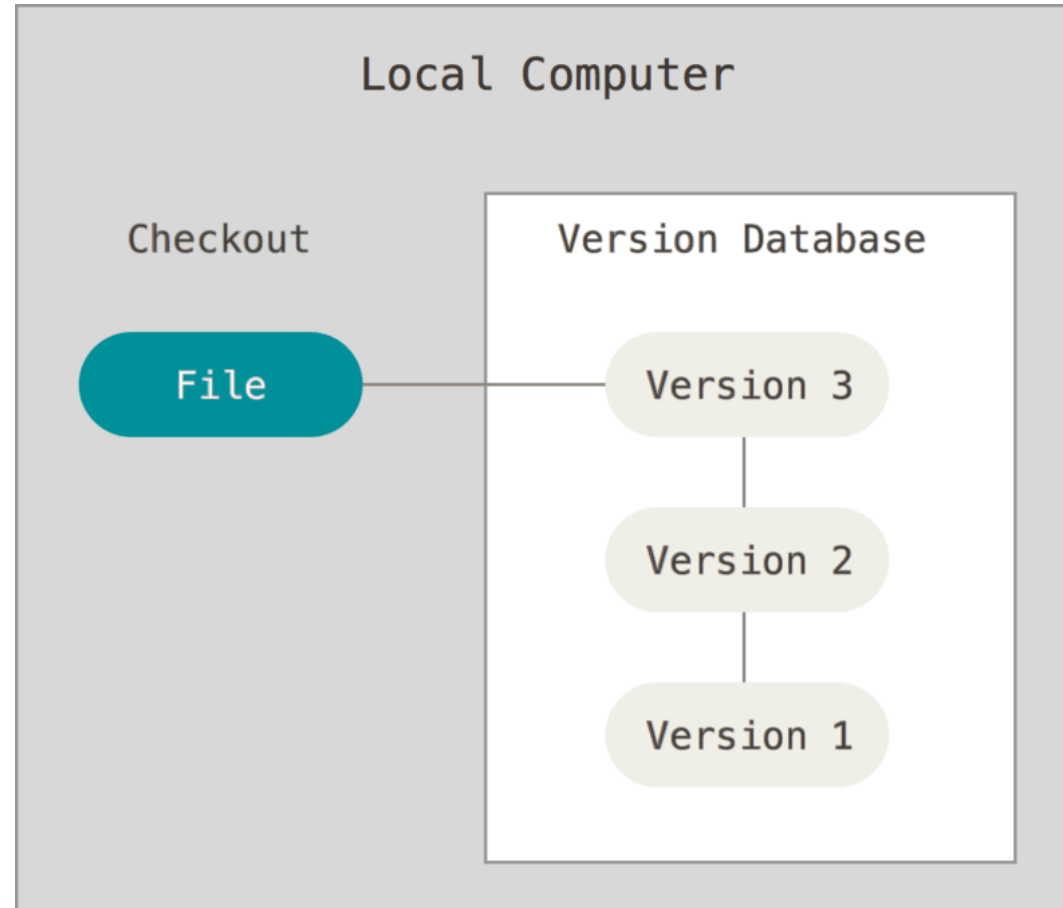 Local Computer
Checkout
Version Database
File
Version 3
Version 2
Version 1